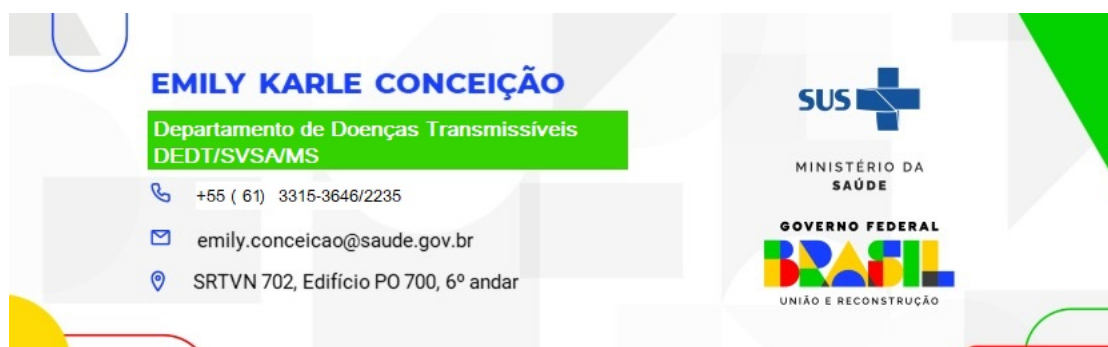 EMILY KARLE CONCEIÇÃO
Departamento de Doenças Transmissíveis
DEDT/SVSA/MS
+55 ( 61) 3315-3646/2235
emily.conceicao@saude.gov.br
SRTVN 702, Edifício PO 700, 6º andar
SUS
MINISTÉRIO DA
SAÚDE
GOVERNO FEDERAL
BRASIL
UNIÃO E RECONSTRUÇÃO